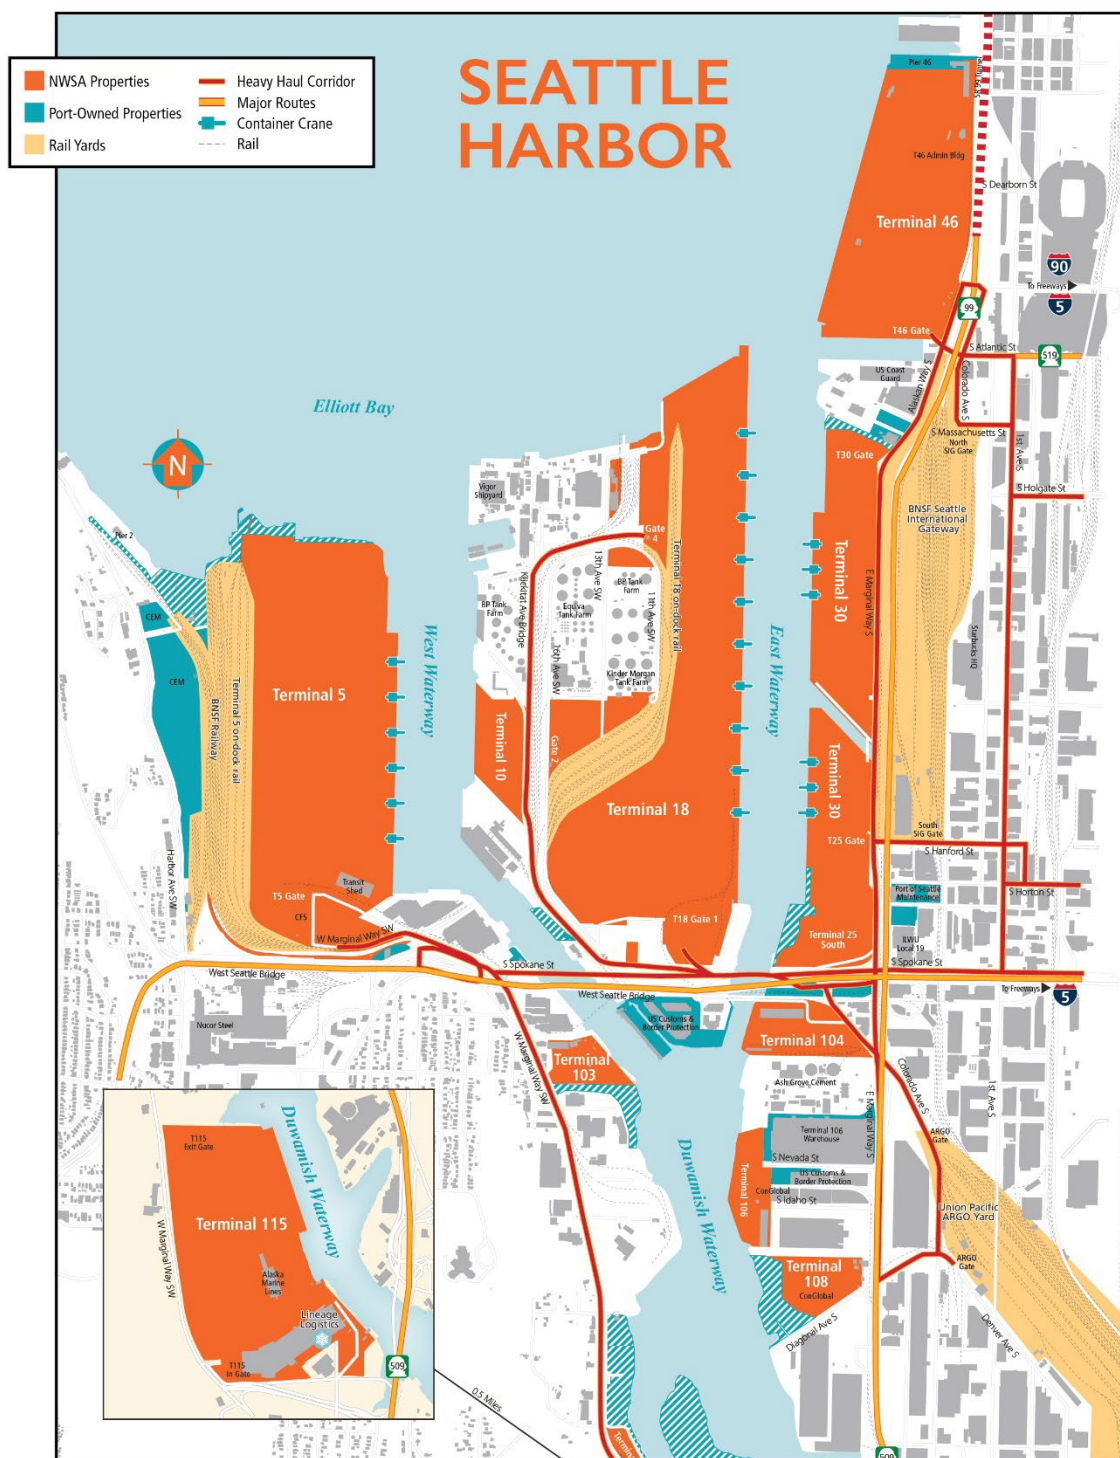 SEATTLE
HARBOR
NWSA Properties
Port-Owned Properties
Rail Yards
Heavy Haul Corridor
Major Routes
Container Crane
Rail
Pier 46
SR 99 Tunnel
T46 Admin Bldg
S Dearborn St
Terminal 46
90
To Freeways
5
99
T46 Gate
S Atlantic St
519
US Coast
Guard
Alaskan Way S
Colorado Ave S
S Massachusetts St
North
SIG Gate
1st Ave S
T30 Gate
S Holgate St
BNSF Seattle
International
Gateway
Elliott Bay
N
Vigor
Shipyard
Pier 2
Gate
4
13th Ave SW
Klickitat Ave Bridge
BP Tank
Farm
BP Tank
Farm
Equiva
Tank Farm
11th Ave SW
16th Ave SW
Kinder Morgan
Tank Farm
Terminal 18 on-dock rail
Terminal 30
E Marginal Way S
Starbucks HQ
CEM
CEM
West Waterway
East Waterway
Terminal 5
Terminal 5 on-dock rail
BNSF Railway
Terminal 10
Gate 2
Terminal 18
Terminal 30
T25 Gate
South
SIG Gate
S Hanford St
Harbor Ave SW
Transit
Shed
T5 Gate
CFS
W Marginal Way SW
T18 Gate 1
Port of Seattle
Maintenance
S Horton St
Terminal 25
South
ILWU
Local 19
S Spokane St
S Spokane St
West Seattle Bridge
West Seattle Bridge
To Freeways
5
Nucor Steel
US Customs &
Border Protection
W Marginal Way SW
Terminal
103
Terminal 104
Ash Grove Cement
Colorado Ave S
1st Ave S
E Marginal Way S
Terminal 106
Warehouse
ARGO
Gate
S Nevada St
Duwamish Waterway
Terminal 106
US Customs &
Border Protection
ConGlobal
S Idaho St
Union Pacific
ARGO Yard
ARGO
Gate
Terminal
108
ConGlobal
Diagonal Ave S
Denver Ave S
T115
Exit Gate
Duwamish Waterway
Terminal 115
W Marginal Way SW
Alaska
Marine
Lines
Lineage
Logistics
T115
In Gate
509
0.5 Miles
Termina
509